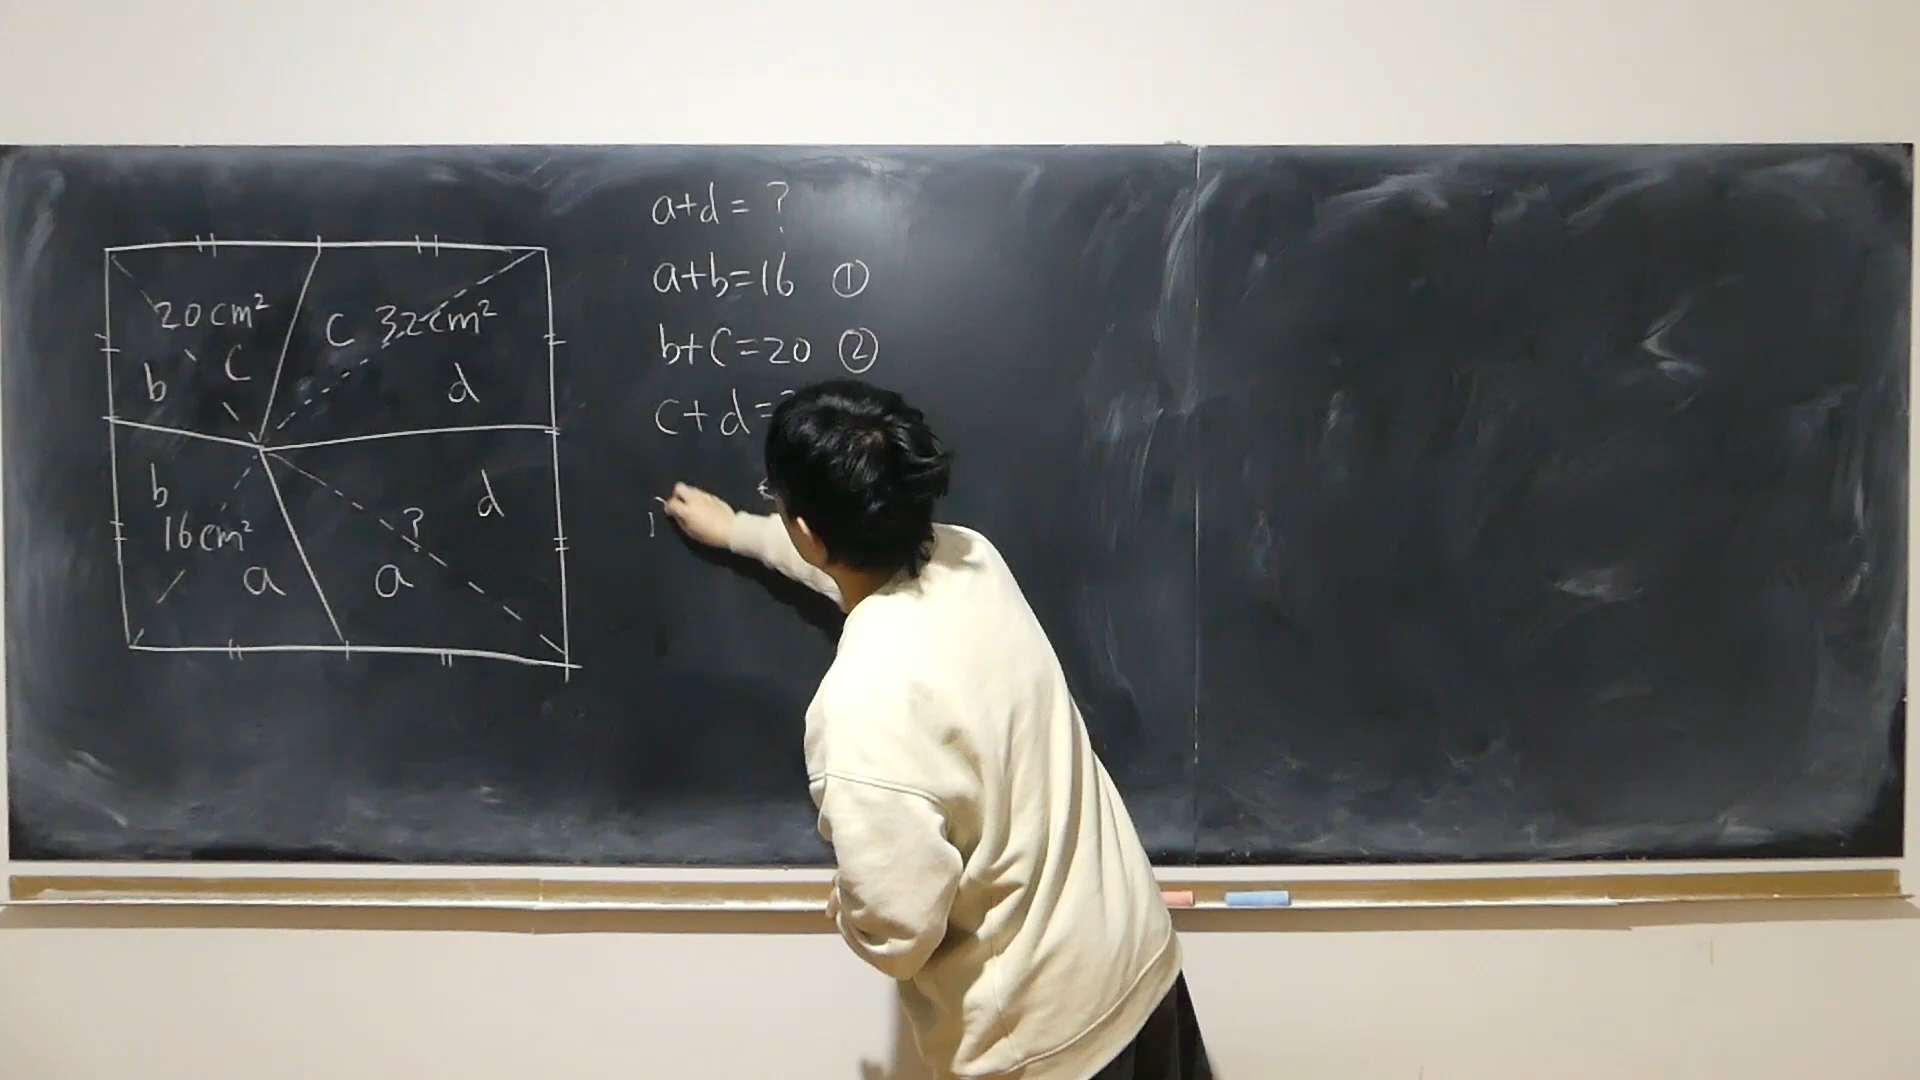 20cm²
C
b
C 32cm²
d
b
16cm²
a
?
a
d
a+d=?
a+b=16 ①
b+C=20 ②
C+d=